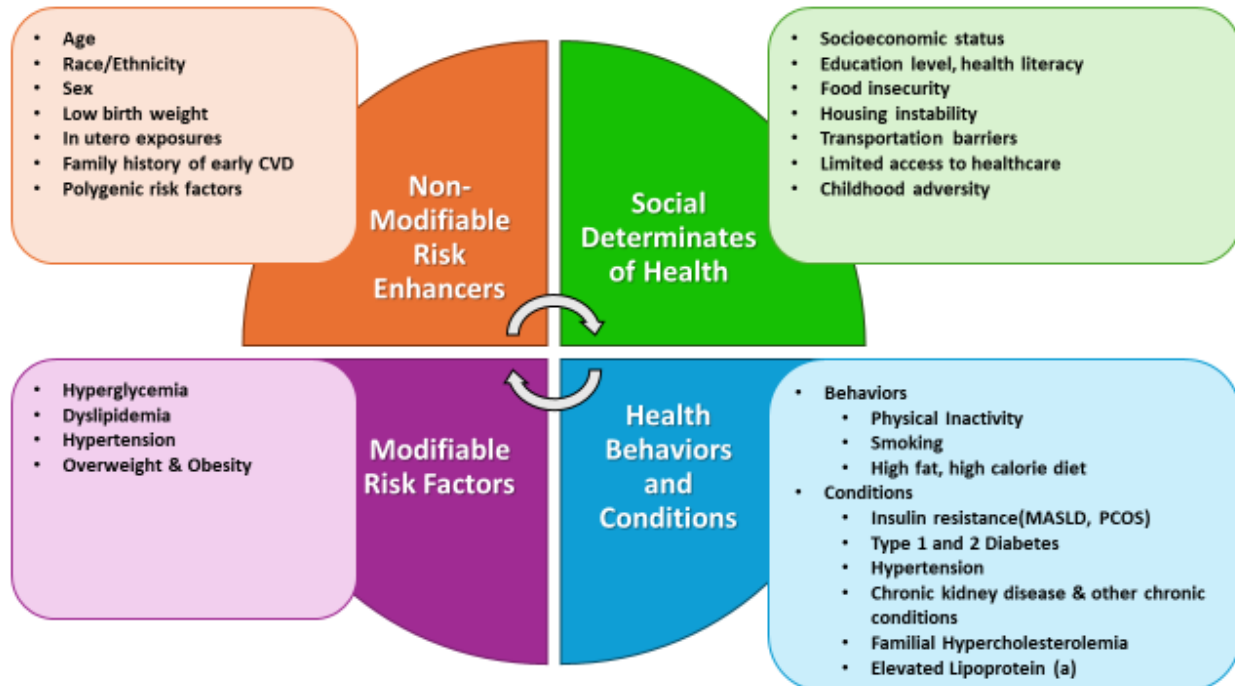 • Age
• Race/Ethnicity
• Sex
• Low birth weight
• In utero exposures
• Family history of early CVD
• Polygenic risk factors
Non-
Modifiable
Risk
Enhancers
• Socioeconomic status
• Education level, health literacy
• Food insecurity
• Housing instability
• Transportation barriers
• Limited access to healthcare
• Childhood adversity
Social
Determinates
of Health
• Hyperglycemia
• Dyslipidemia
• Hypertension
• Overweight & Obesity
Modifiable
Risk Factors
Health
Behaviors
and
Conditions
• Behaviors
• Physical Inactivity
• Smoking
• High fat, high calorie diet
• Conditions
• Insulin resistance(MASLD, PCOS)
• Type 1 and 2 Diabetes
• Hypertension
• Chronic kidney disease & other chronic
conditions
• Familial Hypercholesterolemia
• Elevated Lipoprotein (a)